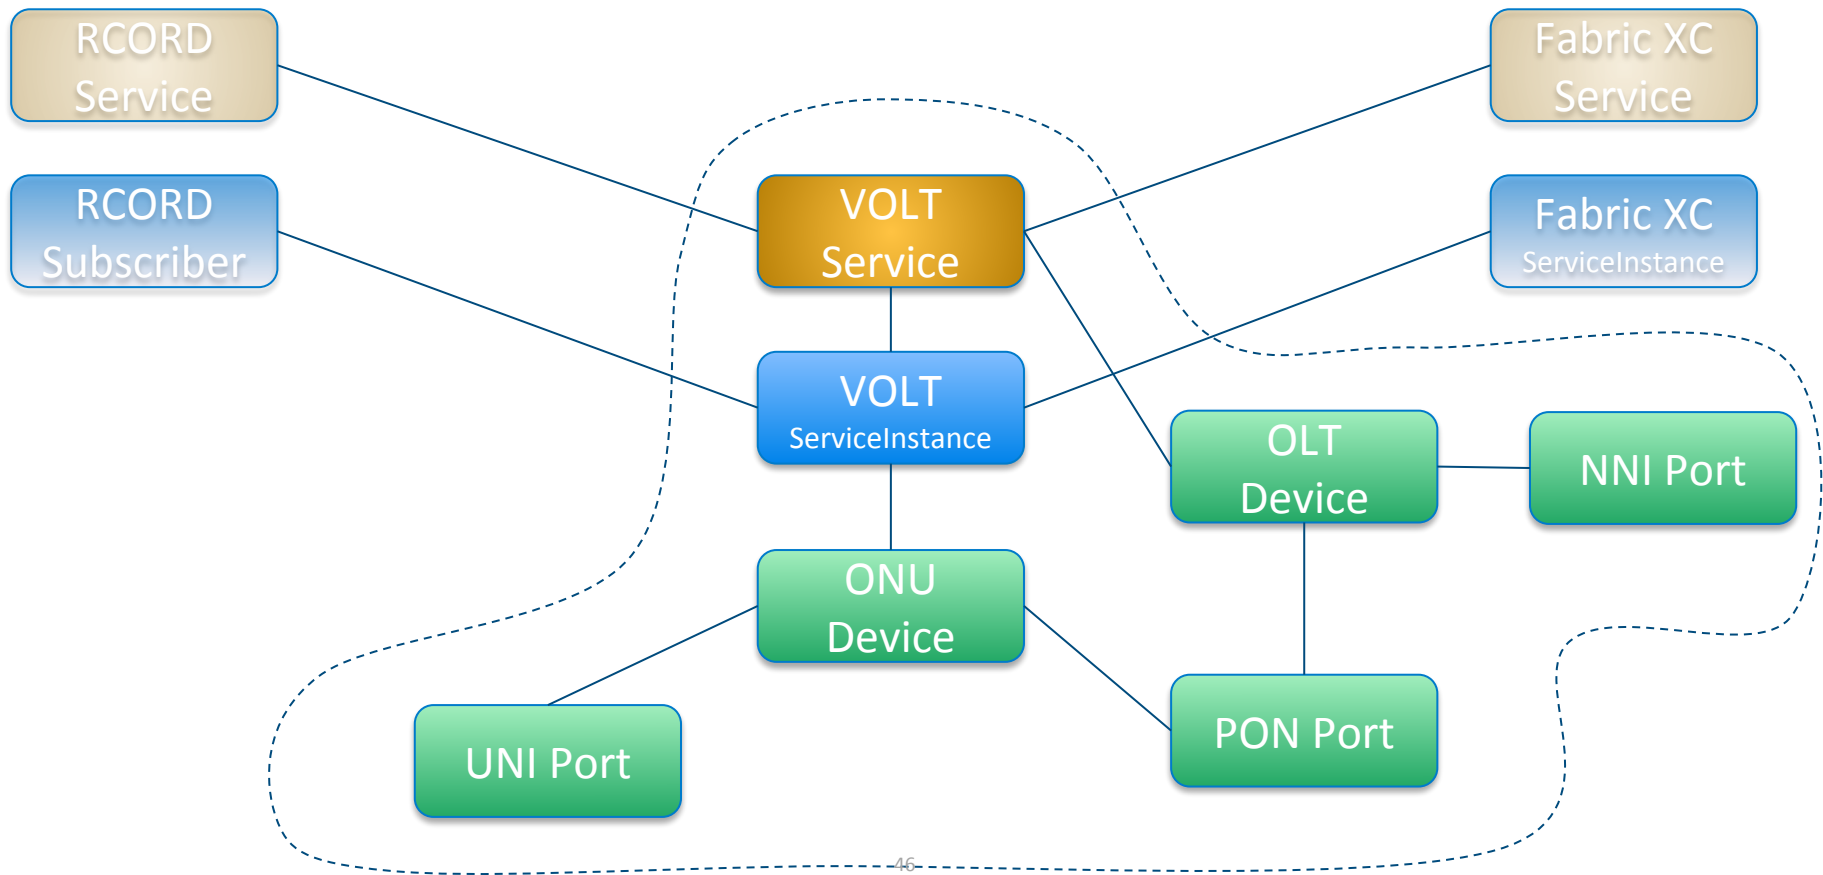 RCORD
Service
Fabric XC
Service
RCORD
Subscriber
VOLT
Service
Fabric XC
ServiceInstance
VOLT
ServiceInstance
OLT
Device
NNI Port
ONU
Device
UNI Port
PON Port
46